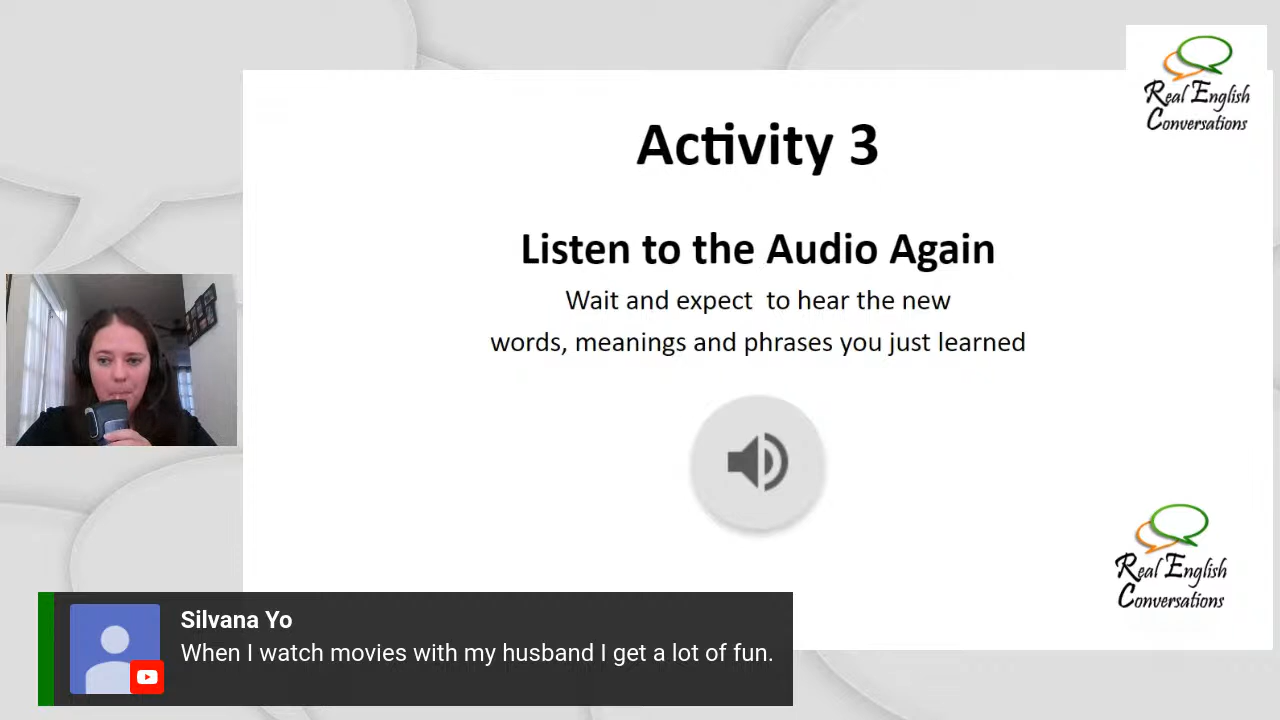 Real English
Conversations
Activity 3
Listen to the Audio Again
Wait and expect to hear the new
words, meanings and phrases you just learned
Real English
Conversations
Silvana Yo
When I watch movies with my husband I get a lot of fun.